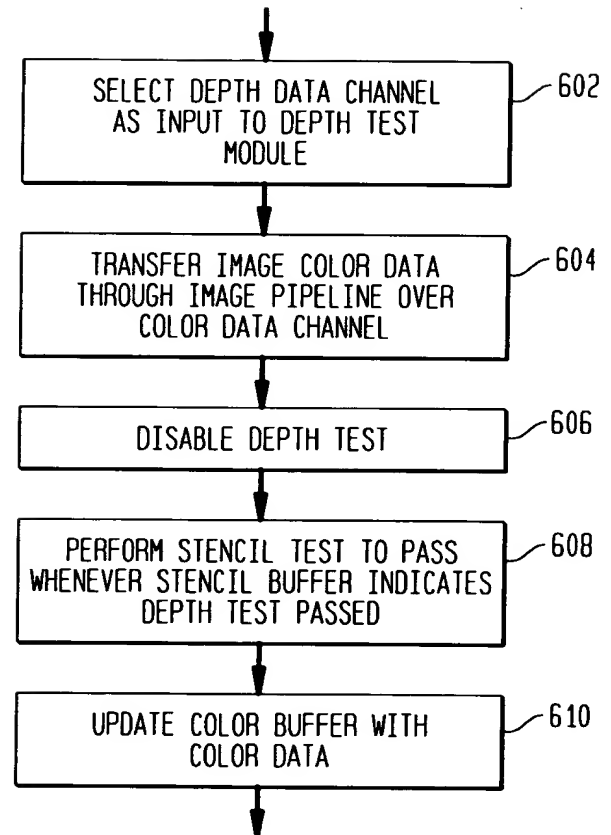 SELECT DEPTH DATA CHANNEL
AS INPUT TO DEPTH TEST
MODULE
602
TRANSFER IMAGE COLOR DATA
THROUGH IMAGE PIPELINE OVER
COLOR DATA CHANNEL
604
DISABLE DEPTH TEST
606
PERFORM STENCIL TEST TO PASS
WHENEVER STENCIL BUFFER INDICATES
DEPTH TEST PASSED
608
UPDATE COLOR BUFFER WITH
COLOR DATA
610